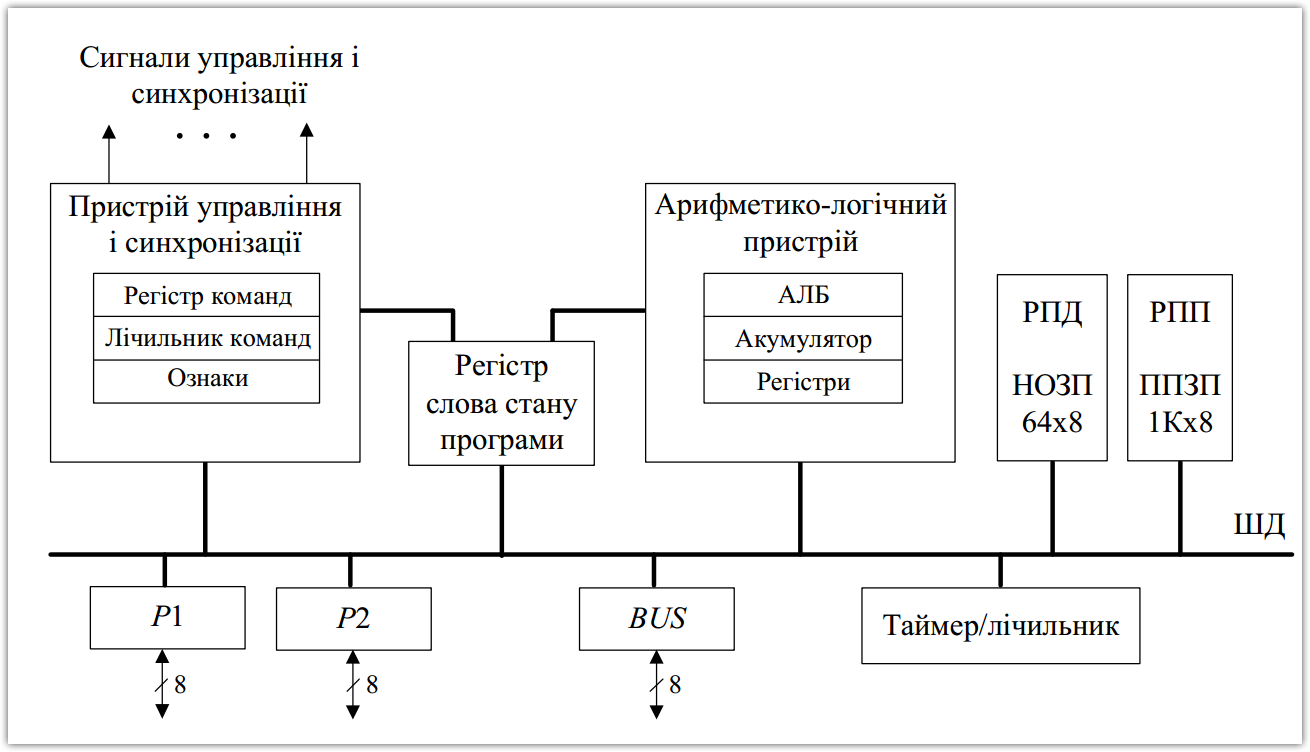 Сигнали управління і
синхронізації
. . .
Пристрій управління
і синхронізації
Регістр команд
Лічильник команд
Ознаки
Регістр
слова стану
програми
Арифметико-логічний
пристрій
АЛБ
Акумулятор
Регістри
РПД
НОЗП
64х8
РПП
ППЗП
1Кх8
ШД
P1
P2
BUS
Таймер/лічильник
8
8
8